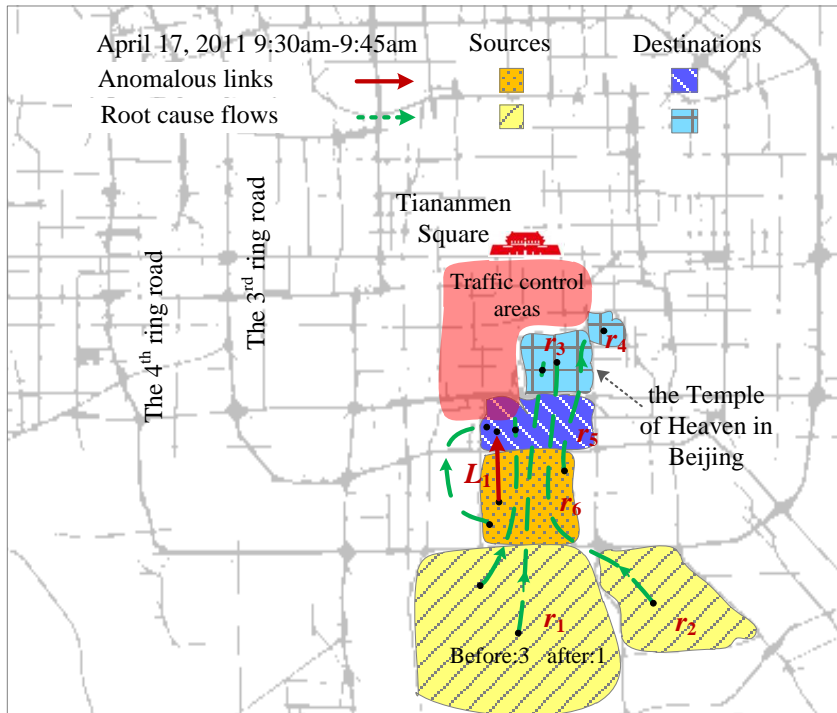 April 17, 2011 9:30am-9:45am
Sources
Destinations
Anomalous links
Root cause flows
The 4th ring road
The 3rd ring road
Tiananmen
Square
Traffic control
areas
r3
r4
the Temple
of Heaven in
Beijing
r5
L1
r6
r1
r2
Before:3 after:1